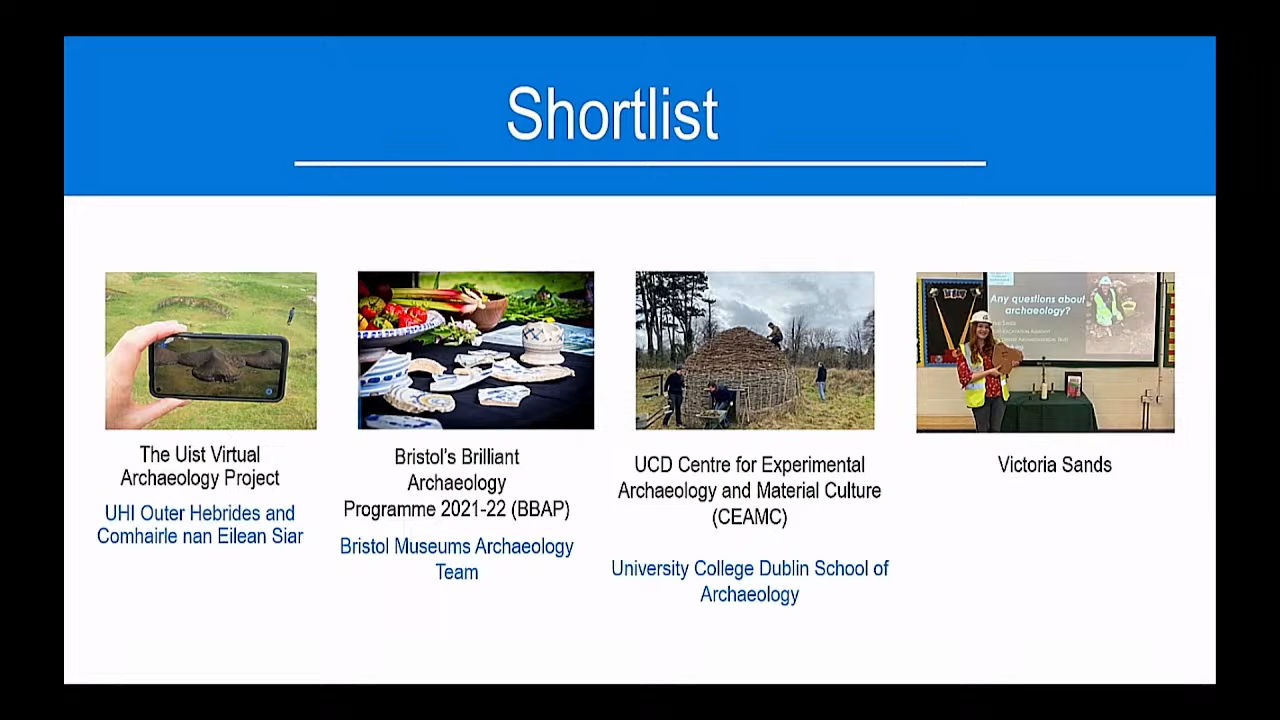 Shortlist
The Uist Virtual
Archaeology Project
UHI Outer Hebrides and
Comhairle nan Eilean Siar
Bristol's Brilliant
Archaeology
Programme 2021-22 (BBAP)
Bristol Museums Archaeology
Team
UCD Centre for Experimental
Archaeology and Material Culture
(CEAMC)
University College Dublin School of
Archaeology
Any questions about
archaeology?
Victoria Sands